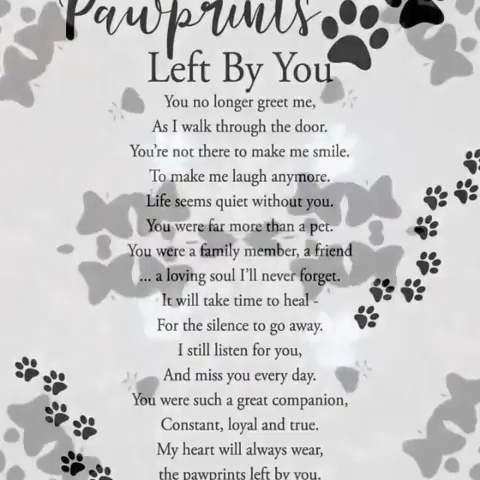 Pawprints
Left By You
You no longer greet me,
As I walk through the door.
You're not there to make me smile,
To make me laugh anymore.
Life seems quiet without you.
You were far more than a pet.
You were a family member, a friend
... a loving soul I'll never forget.
It will take time to heal -
For the silence to go away.
I still listen for you,
And miss you every day.
You were such a great companion,
Constant, loyal and true.
My heart will always wear,
the pawprints left by you.